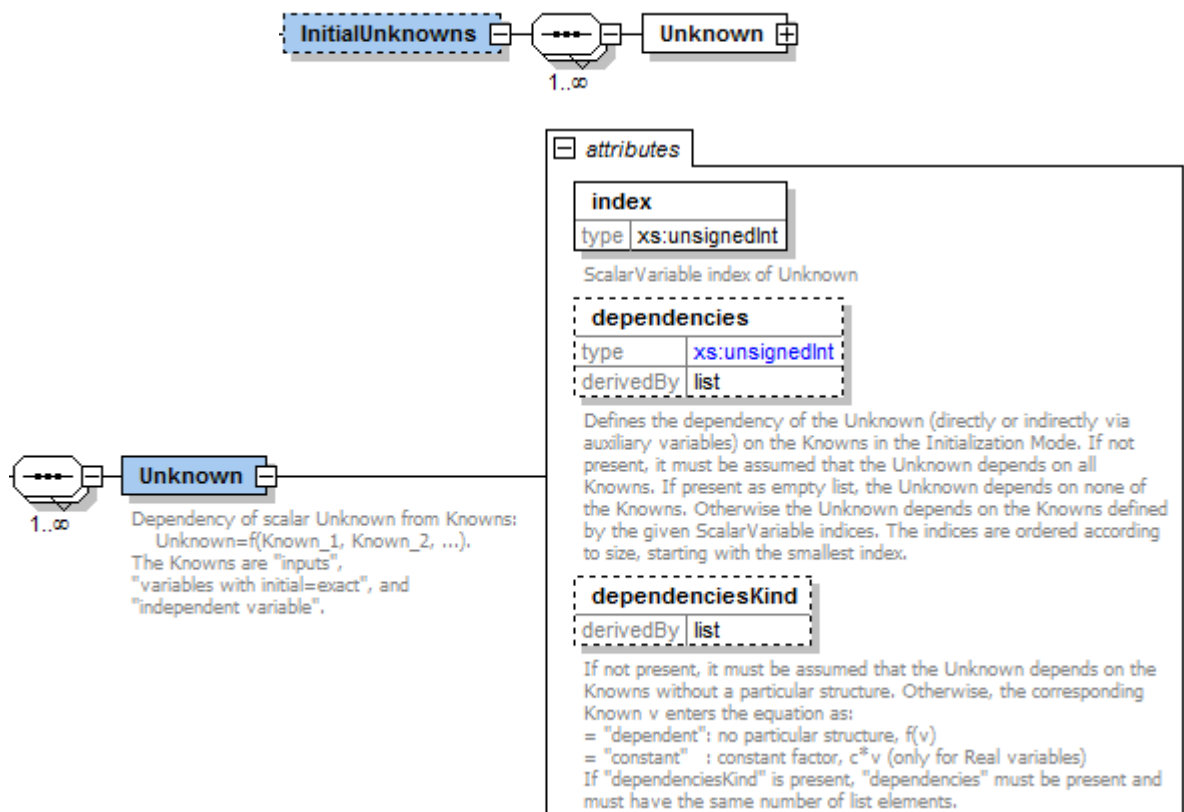 InitialUnknowns
Unknown
1..∞
attributes
index
type xs:unsignedInt
ScalarVariable index of Unknown
dependencies
type xs:unsignedInt
derivedBy list
Defines the dependency of the Unknown (directly or indirectly via
auxiliary variables) on the Knowns in the Initialization Mode. If not
present, it must be assumed that the Unknown depends on all
Knowns. If present as empty list, the Unknown depends on none of
the Knowns. Otherwise the Unknown depends on the Knowns defined
by the given ScalarVariable indices. The indices are ordered according
to size, starting with the smallest index.
Unknown
1..∞
Dependency of scalar Unknown from Knowns:
Unknown=f(Known_1, Known_2, ...).
The Knowns are "inputs",
"variables with initial=exact", and
"independent variable".
dependenciesKind
derivedBy list
If not present, it must be assumed that the Unknown depends on the
Knowns without a particular structure. Otherwise, the corresponding
Known v enters the equation as:
= "dependent": no particular structure, f(v)
= "constant" : constant factor, c*v (only for Real variables)
If "dependenciesKind" is present, "dependencies" must be present and
must have the same number of list elements.